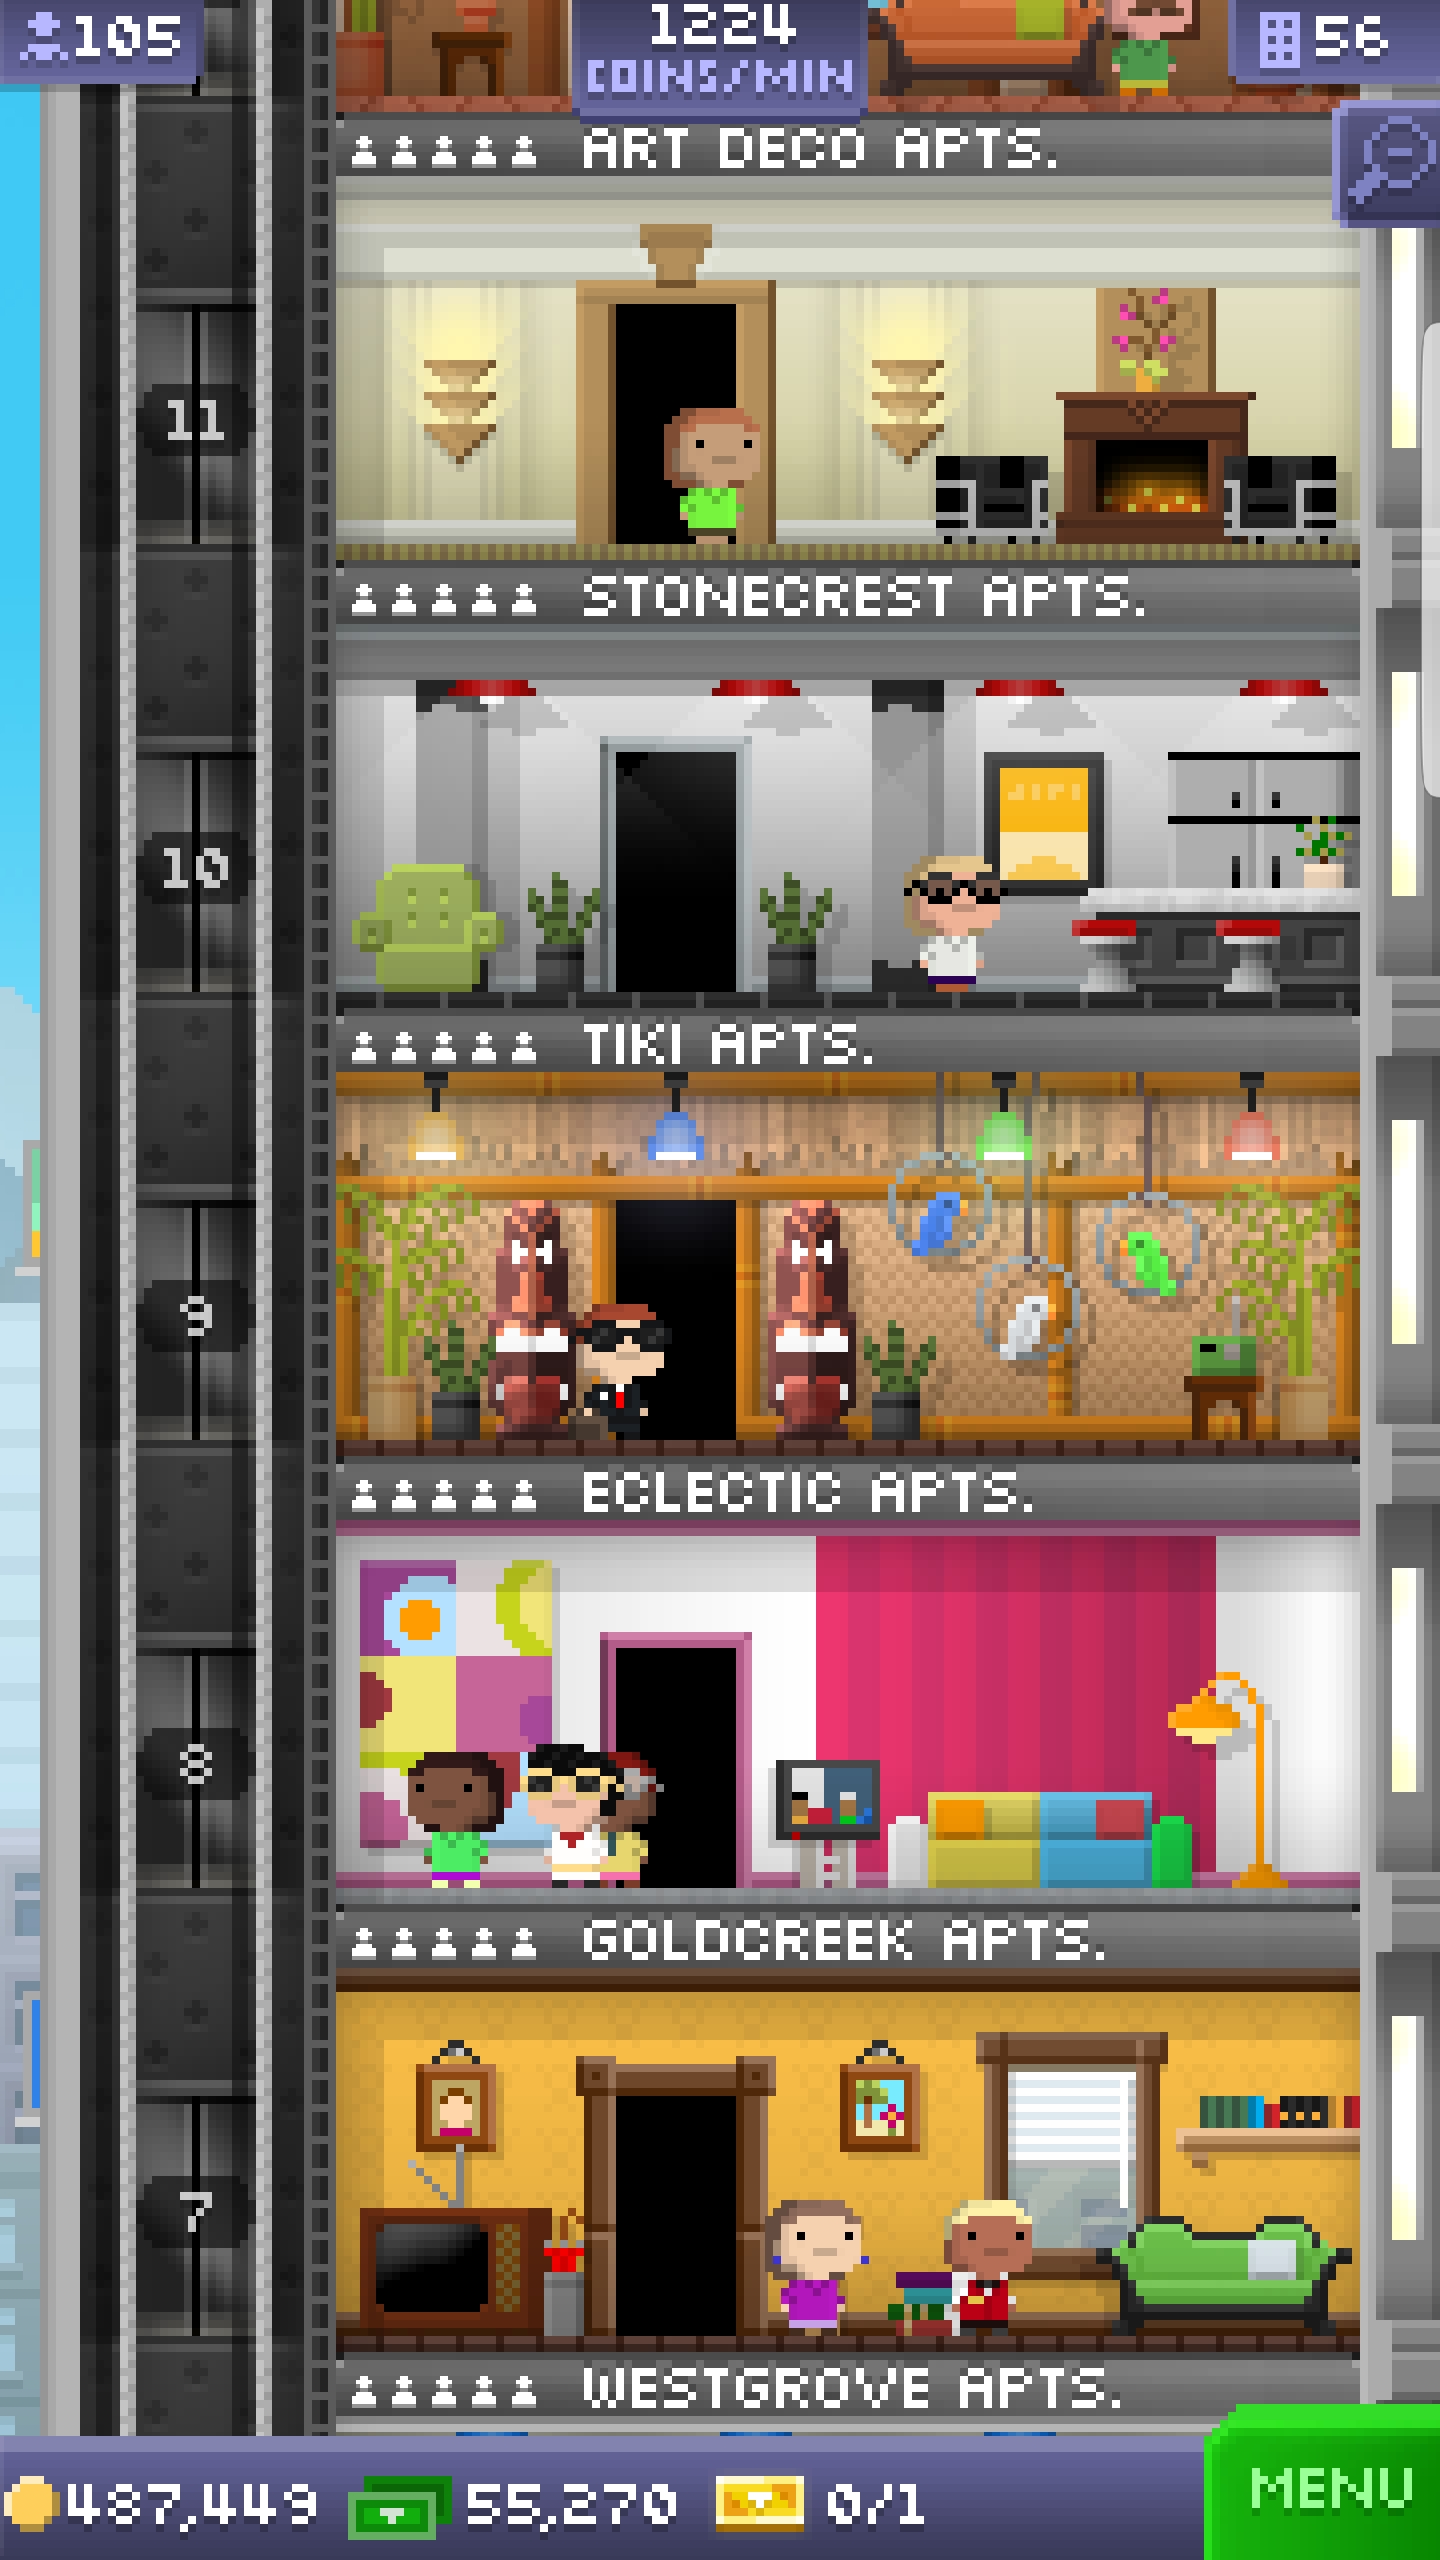 105
1224
COINS/MIN
56
ART DECO APTS.
11
STONECREST APTS.
10
TIKI APTS.
9
ECLECTIC APTS.
8
GOLDCREEK APTS.
7
WESTGROVE APTS.
487,449
55,270
0/1
MENU